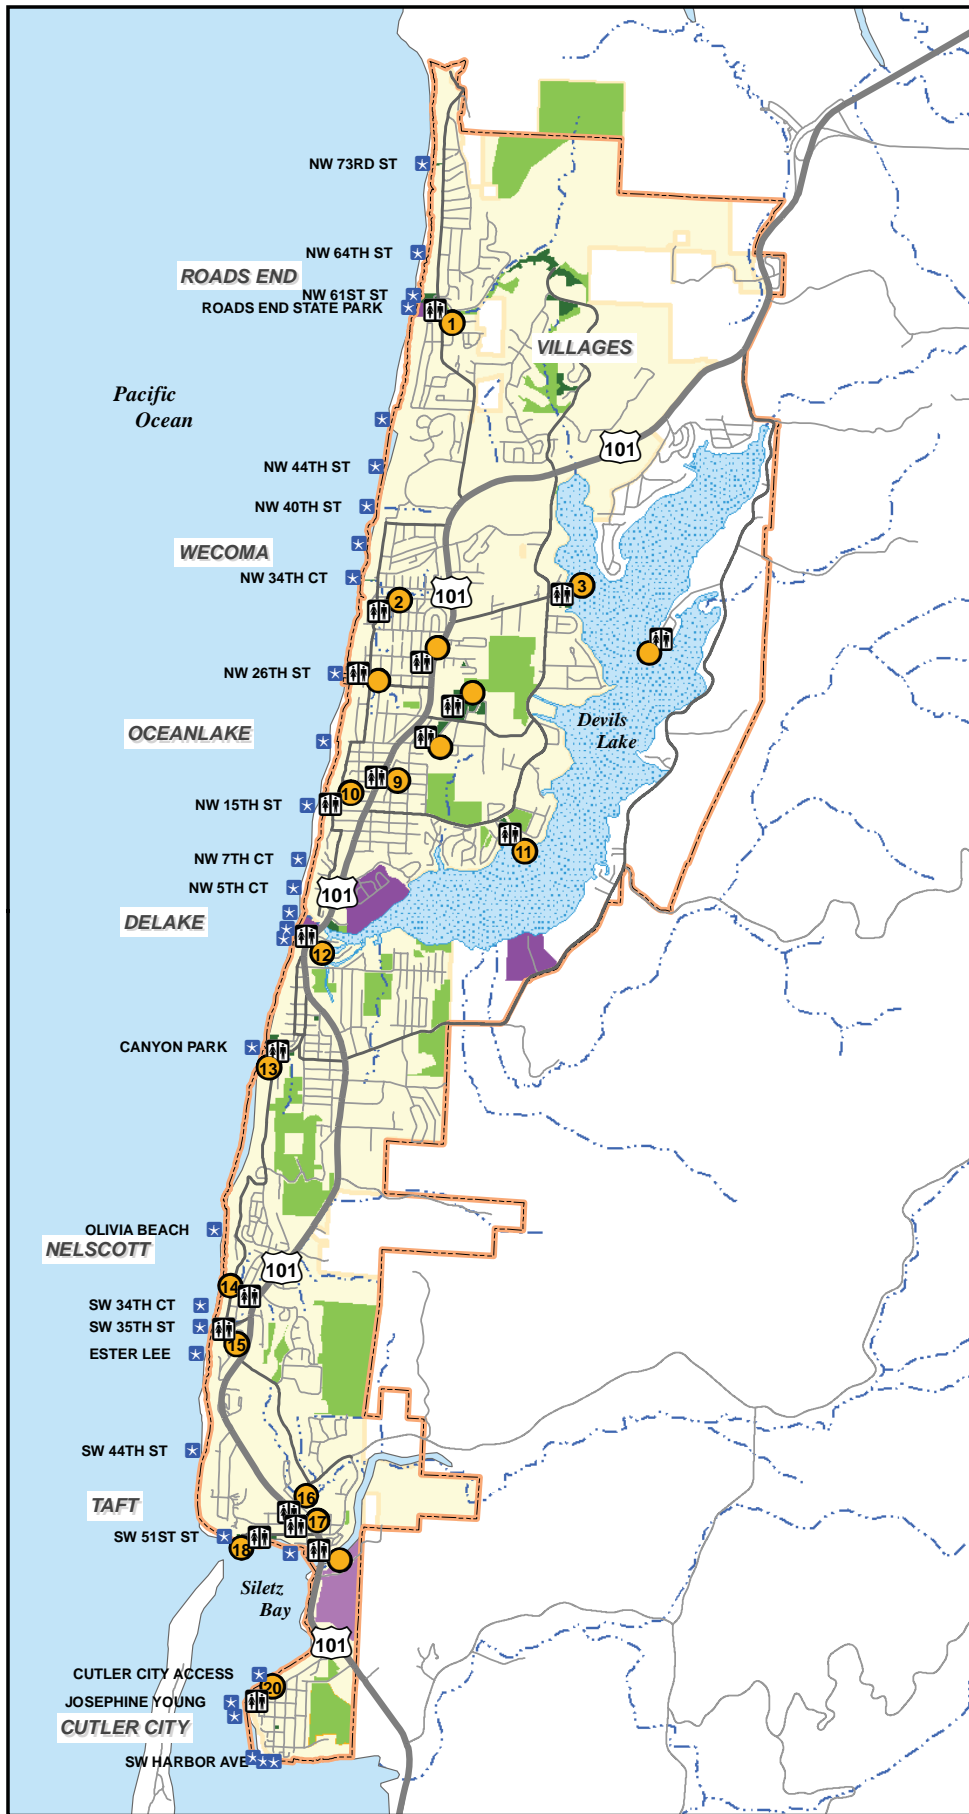 NW 73RD ST
NW 64TH ST
ROADS END
NW 61ST ST
ROADS END STATE PARK
1
VILLAGES
Pacific
Ocean
101
NW 44TH ST
NW 40TH ST
WECOMA
NW 34TH CT
3
101
2
NW 26TH ST
Devils
Lake
OCEANLAKE
9
10
NW 15TH ST
11
NW 7TH CT
NW 5TH CT
101
DELAKE
12
CANYON PARK
13
OLIVIA BEACH
NELSCOTT
101
14
SW 34TH CT
SW 35TH ST
15
ESTER LEE
SW 44TH ST
16
TAFT
17
SW 51ST ST
18
Siletz
Bay
101
CUTLER CITY ACCESS
20
JOSEPHINE YOUNG
CUTLER CITY
SW HARBOR AVE